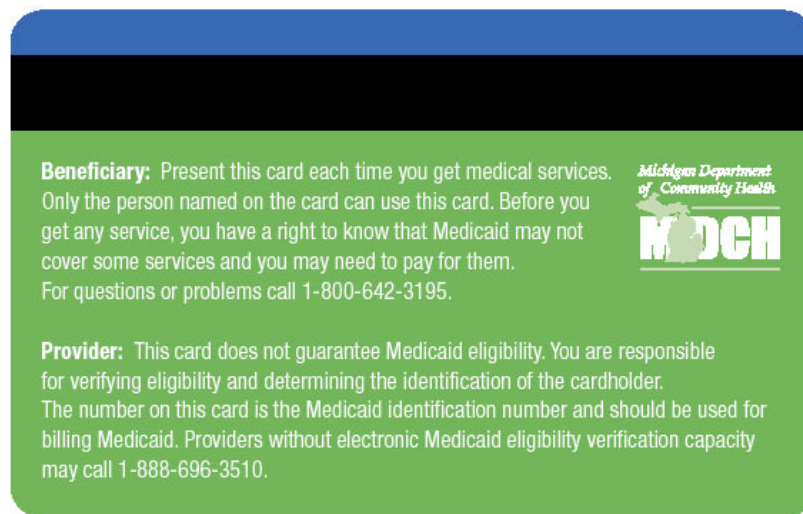 Beneficiary: Present this card each time you get medical services.
Only the person named on the card can use this card. Before you
get any service, you have a right to know that Medicaid may not
cover some services and you may need to pay for them.
For questions or problems call 1-800-642-3195.
Michigan Department
of Community Health
MDCH
Provider: This card does not guarantee Medicaid eligibility. You are responsible
for verifying eligibility and determining the identification of the cardholder.
The number on this card is the Medicaid identification number and should be used for
billing Medicaid. Providers without electronic Medicaid eligibility verification capacity
may call 1-888-696-3510.